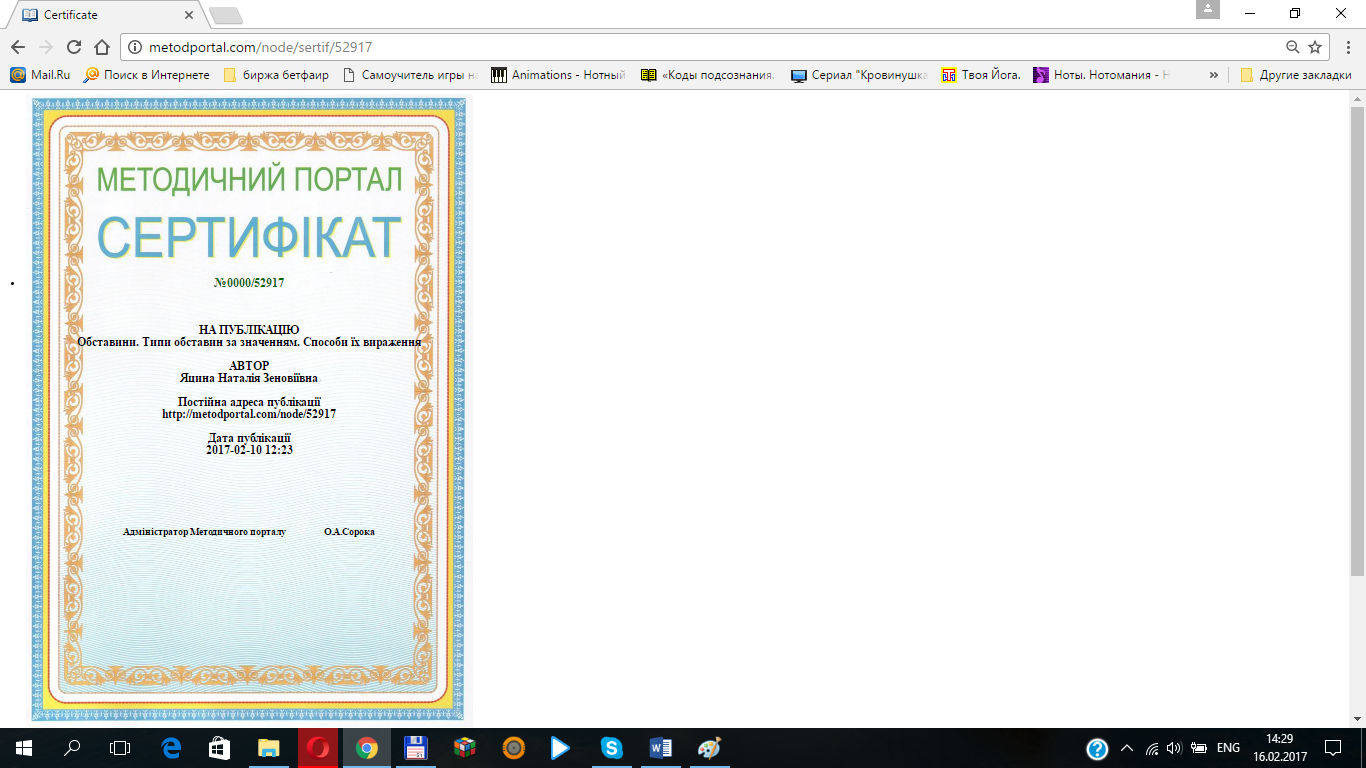 Certificate
metodportal.com/node/sertif/52917
Mail.Ru
Поиск в Интернете
биржа бетфаир
Самоучитель игры на
Animations - Нотный
«Коды подсознания.
Сериал "Кровинушка
Твоя Йога.
Ноты. Нотомания - Н
»
Другие закладки
МЕТОДИЧНИЙ ПОРТАЛ
СЕРТИФІКАТ
№0000/52917
НА ПУБЛІКАЦІЮ
Обставини. Типи обставин за значенням. Способи їх вираження
АВТОР
Яцина Наталія Зеновіївна
Постійна адреса публікації
http://metodportal.com/node/52917
Дата публікації
2017-02-10 12:23
Адміністратор Методичного порталу О.А.Сорока
ENG
14:29
16.02.2017